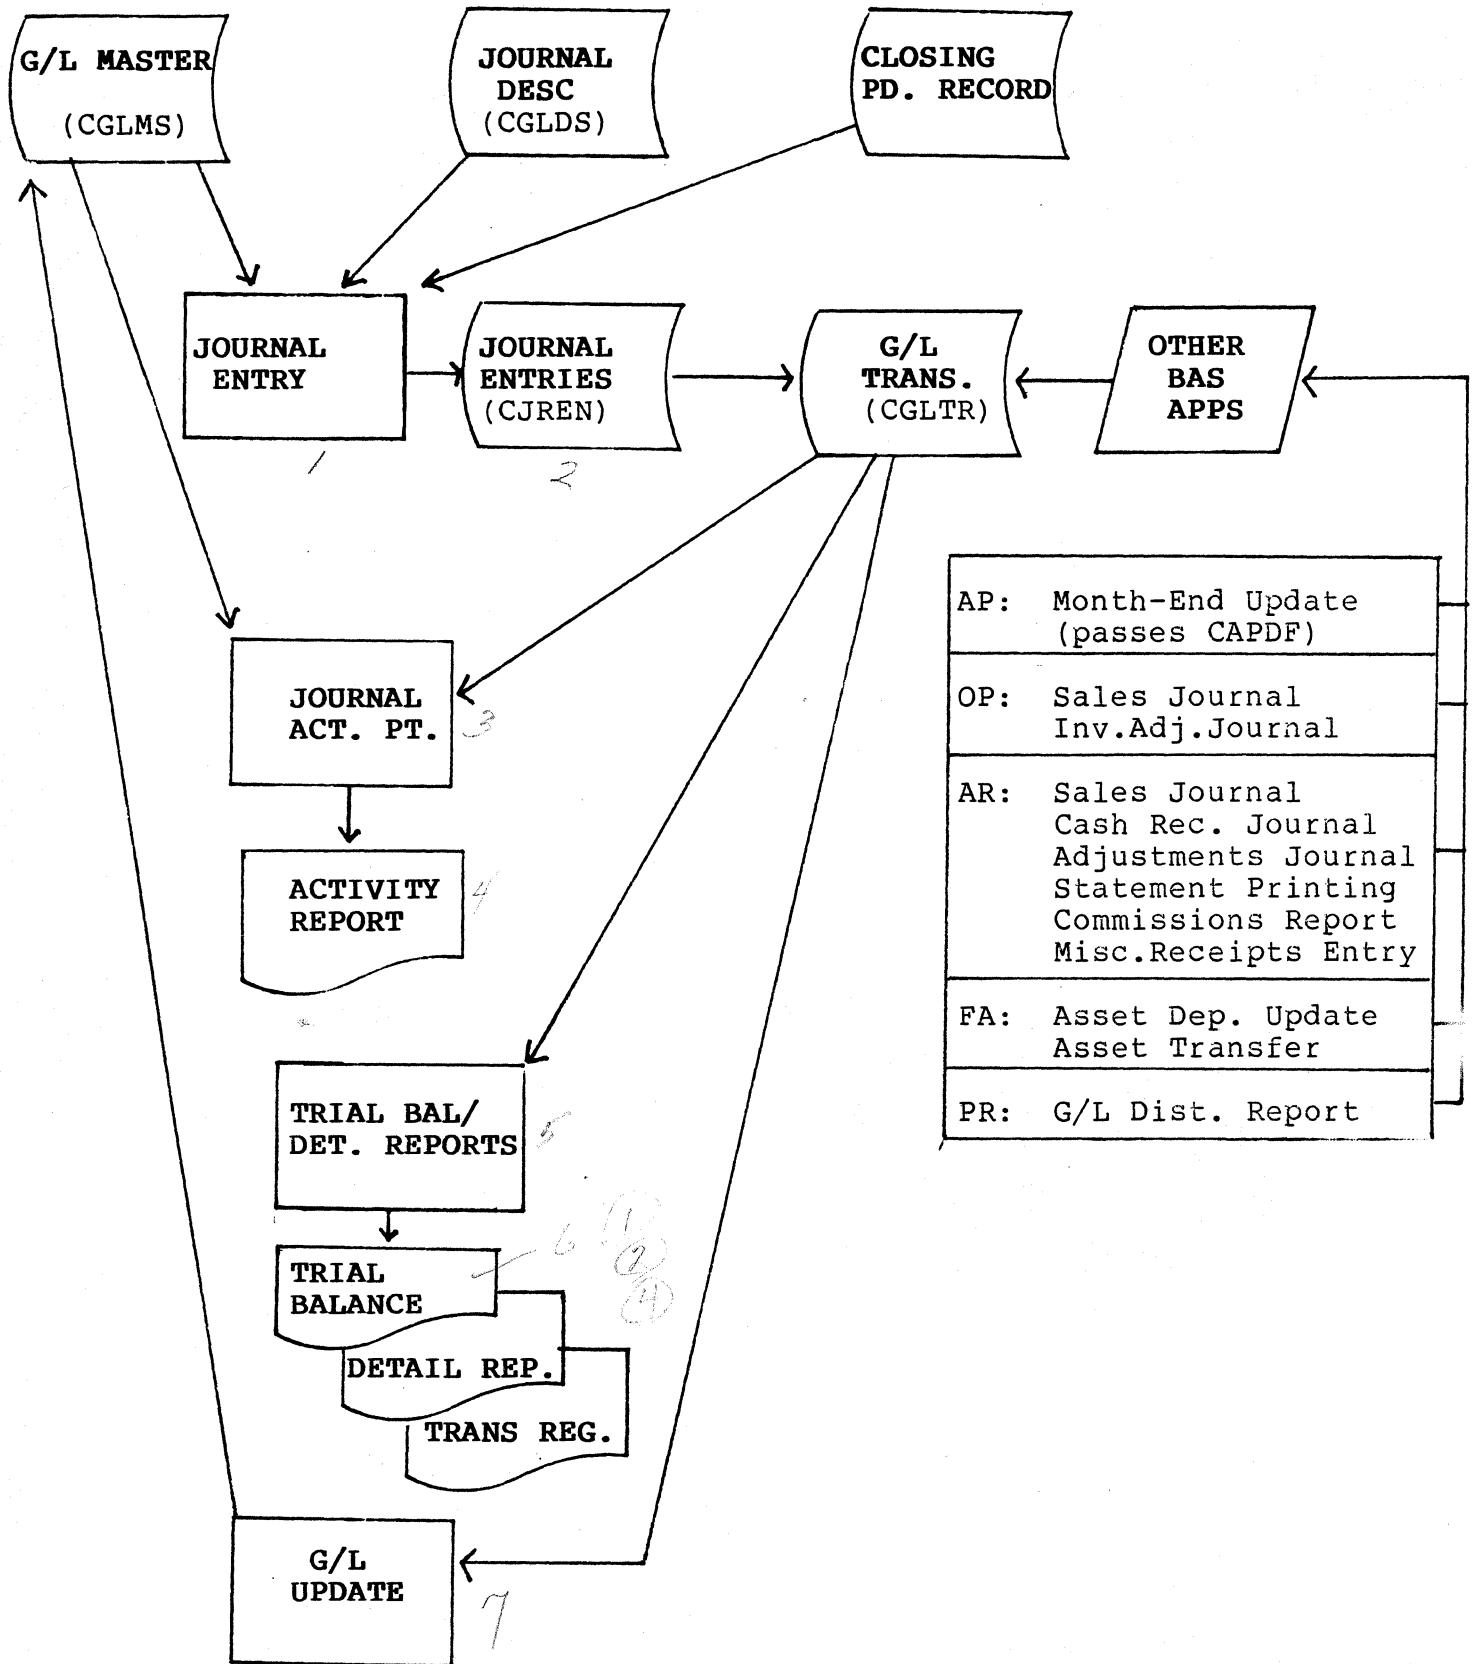 G/L MASTER
(CGLMS)
JOURNAL
DESC
(CGLDS)
CLOSING
PD. RECORD
JOURNAL
ENTRY
1
JOURNAL
ENTRIES
(CJREN)
2
G/L
TRANS.
(CGLTR)
OTHER
BAS
APPS
AP: Month-End Update
(passes CAPDF)
OP: Sales Journal
Inv.Adj.Journal
AR: Sales Journal
Cash Rec. Journal
Adjustments Journal
Statement Printing
Commissions Report
Misc.Receipts Entry
FA: Asset Dep. Update
Asset Transfer
PR: G/L Dist. Report
JOURNAL
ACT. PT.
3
ACTIVITY
REPORT
4
TRIAL BAL/
DET. REPORTS
5
TRIAL
BALANCE
6
1
2
4
DETAIL REP.
TRANS REG.
G/L
UPDATE
7